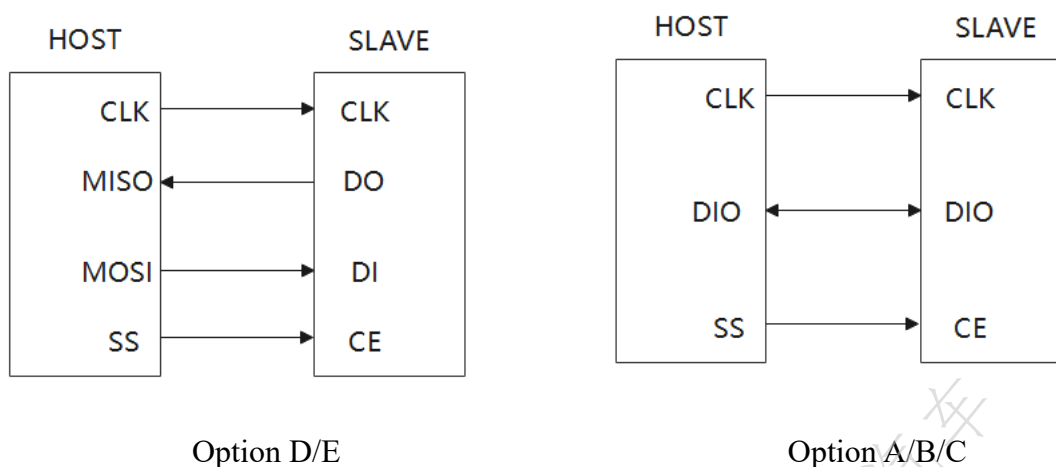 HOST
SLAVE
CLK
CLK
MISO
DO
MOSI
DI
SS
CE
Option D/E
HOST
SLAVE
CLK
CLK
DIO
DIO
SS
CE
Option A/B/C
车